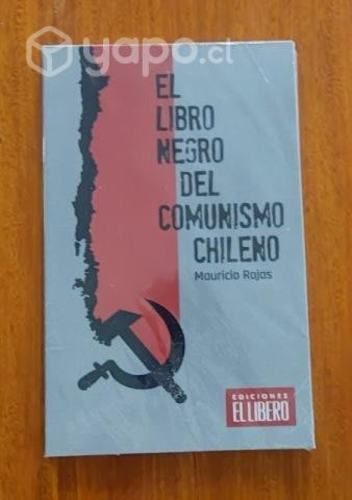 yapo.cl
EL
LIBRO
NEGRO
DEL
COMUNISMO
CHILENO
Mauricio Rojas
EDICIONES
EL LIBERO